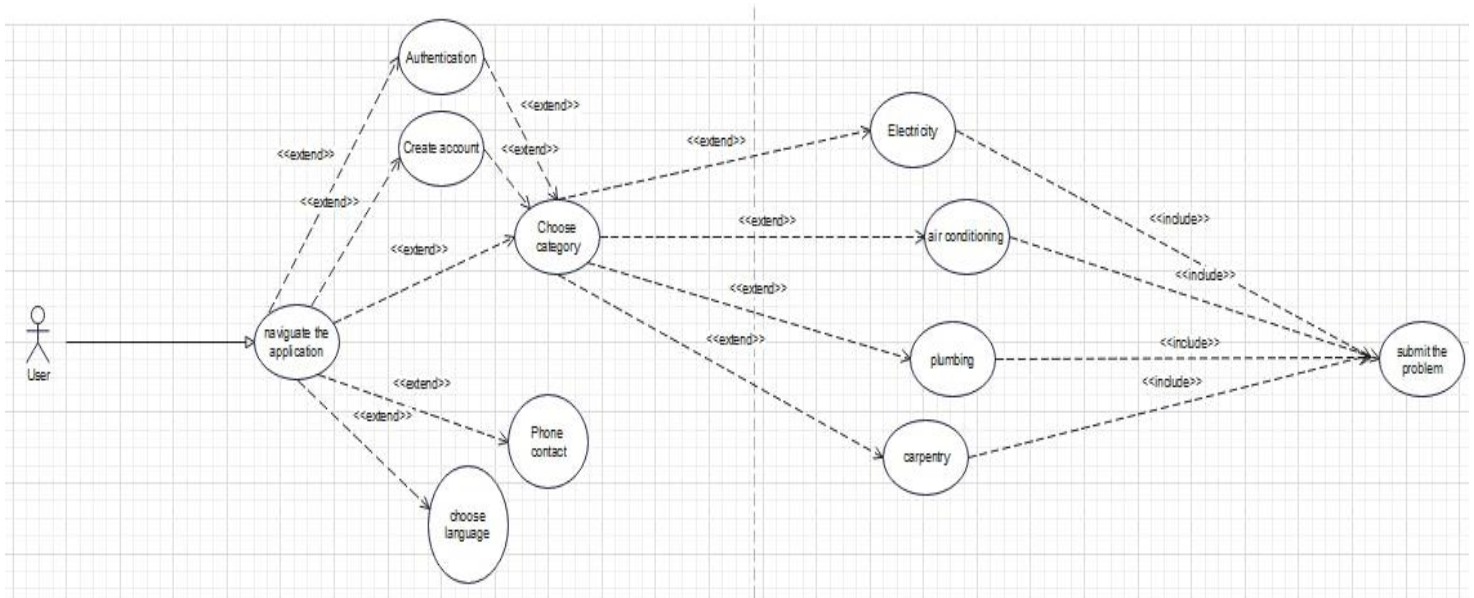 Authentication
<<extend>>
Create account
<<extend>>
<<extend>>
<<extend>>
<<extend>>
Choose
category
<<extend>>
<<extend>>
<<extend>>
<<extend>>
Electricity
air conditioning
plumbing
carpentry
<<include>>
<<include>>
<<include>>
<<include>>
submit the
problem
User
naviguate the
application
<<extend>>
<<extend>>
Phone
contact
choose
language